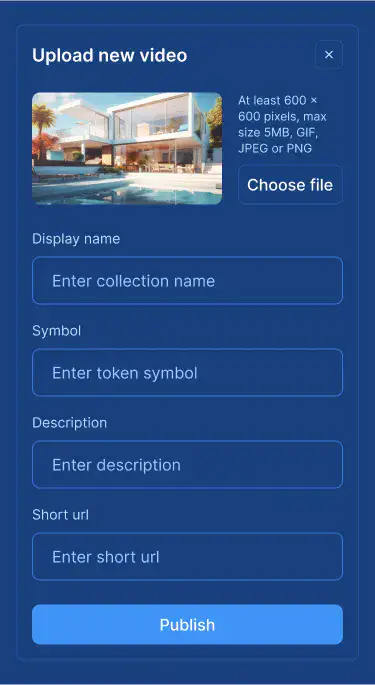 Upload new video
At least 600 ×
600 pixels, max
size 5MB, GIF,
JPEG or PNG
Choose file
Display name
Enter collection name
Symbol
Enter token symbol
Description
Enter description
Short url
Enter short url
Publish